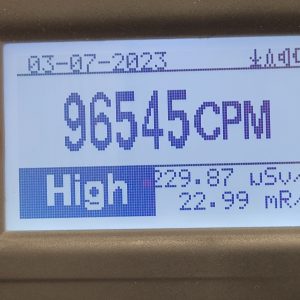 03-07-2023
96545CPM
High
229.87 uSv/
22.99 mR/